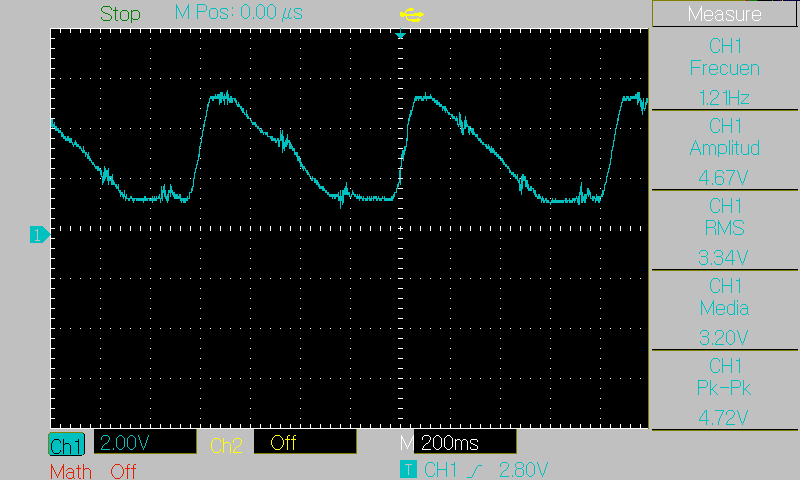 Stop M Pos: 0.00 µs Measure
CH1
Frecuen
1.21Hz
CH1
Amplitud
4.67V
CH1
RMS
3.34V
CH1
Media
3.20V
CH1
Pk-Pk
4.72V
1
Ch1 2.00V Ch2 Off M 200ms
Math Off T CH1 2.80V